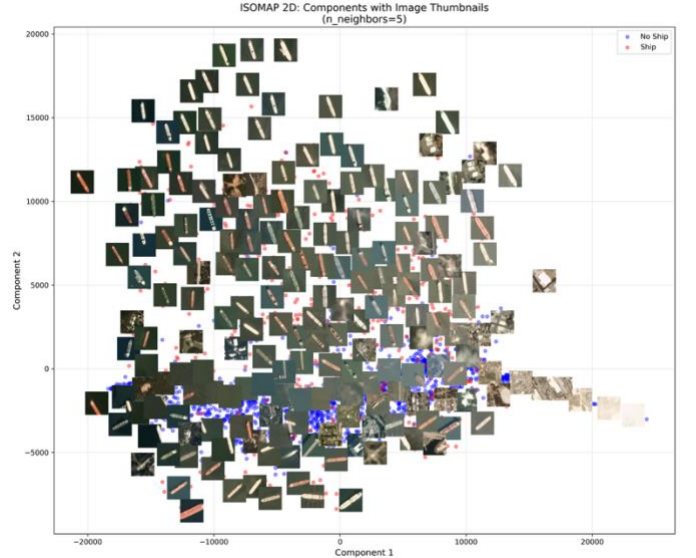 ISOMAP 2D: Components with Image Thumbnails
(n_neighbors=5)
No Ship
Ship
20000
15000
10000
5000
0
−5000
Component 2
−20000
−10000
0
10000
20000
Component 1